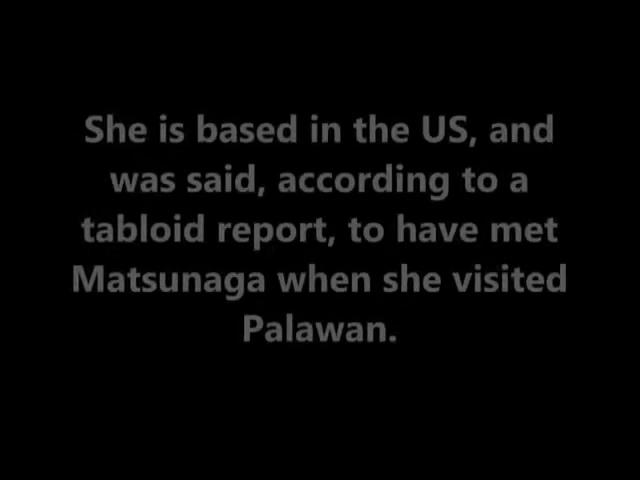 She is based in the US, and
was said, according to a
tabloid report, to have met
Matsunaga when she visited
Palawan.